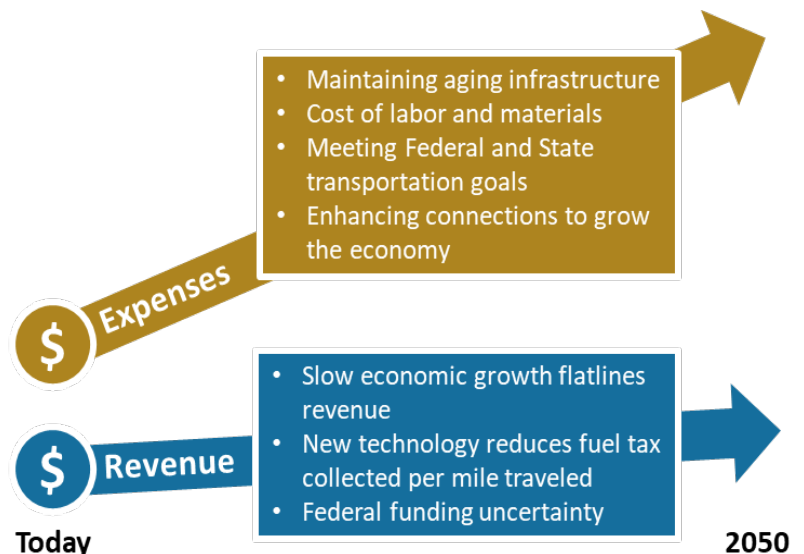 • Maintaining aging infrastructure
• Cost of labor and materials
• Meeting Federal and State
transportation goals
• Enhancing connections to grow
the economy
$ Expenses
• Slow economic growth flatlines
revenue
• New technology reduces fuel tax
collected per mile traveled
• Federal funding uncertainty
$ Revenue
Today
2050